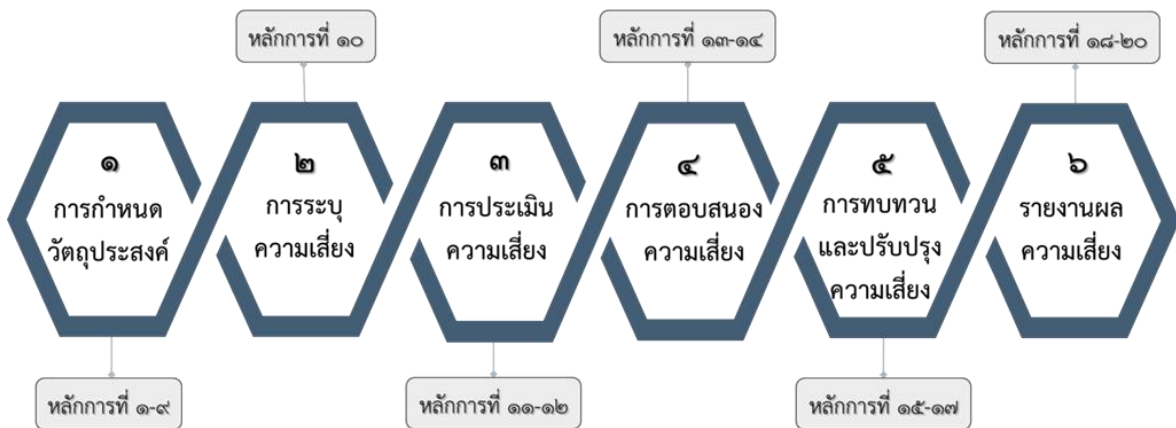 หลักการที่ ๑๐
หลักการที่ ๑๓-๑๔
หลักการที่ ๑๘-๒๐
๑
การกำหนด
วัตถุประสงค์
๒
การระบุ
ความเสี่ยง
๓
การประเมิน
ความเสี่ยง
๔
การตอบสนอง
ความเสี่ยง
๕
การทบทวน
และปรับปรุง
ความเสี่ยง
๖
รายงานผล
ความเสี่ยง
หลักการที่ ๑-๙
หลักการที่ ๑๑-๑๒
หลักการที่ ๑๕-๑๗